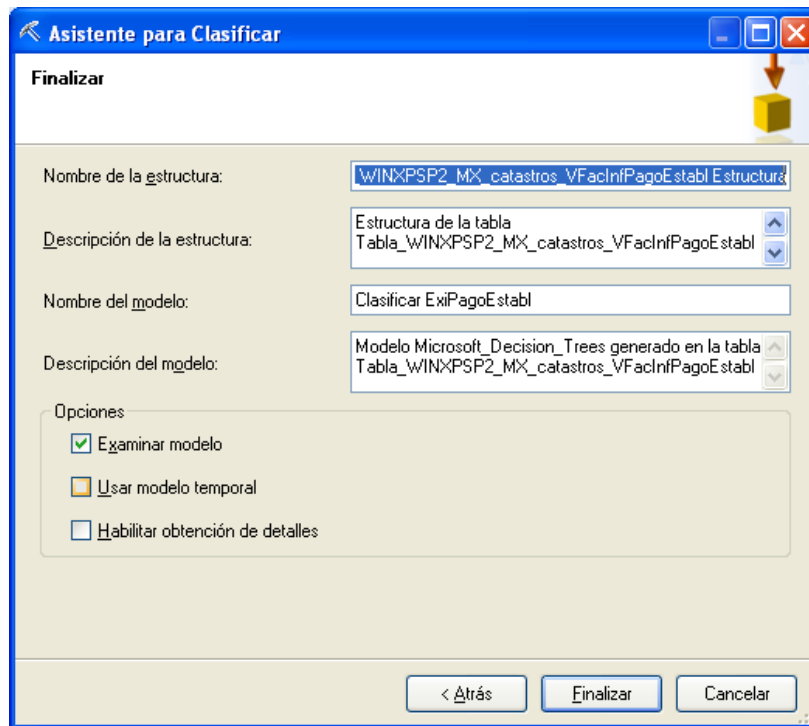 Asistente para Clasificar
Finalizar
Nombre de la estructura:
_WINXPSP2_MX_catastros_VFacInfPagoEstabl Estructura
Descripción de la estructura:
Estructura de la tabla
Tabla_WINXPSP2_MX_catastros_VFacInfPagoEstabl
Nombre del modelo:
Clasificar ExiPagoEstabl
Descripción del modelo:
Modelo Microsoft_Decision_Trees generado en la tabla
Tabla_WINXPSP2_MX_catastros_VFacInfPagoEstabl
Opciones
Examinar modelo
Usar modelo temporal
Habilitar obtención de detalles
< Atrás
Finalizar
Cancelar